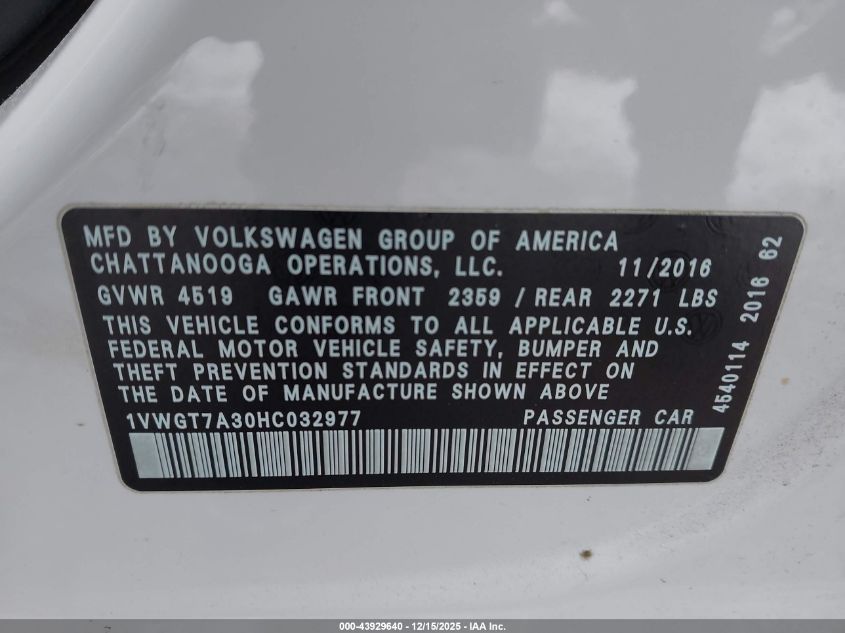 MFD BY VOLKSWAGEN GROUP OF AMERICA
CHATTANOOGA OPERATIONS, LLC. 11/2016
GVWR 4519 GAWR FRONT 2359 / REAR 2271 LBS
THIS VEHICLE CONFORMS TO ALL APPLICABLE U.S.
FEDERAL MOTOR VEHICLE SAFETY, BUMPER AND
THEFT PREVENTION STANDARDS IN EFFECT ON
THE DATE OF MANUFACTURE SHOWN ABOVE
1VWGT7A30HC032977 PASSENGER CAR
4540114 2016 62
000-43929640 - 12/15/2025 - IAA Inc.